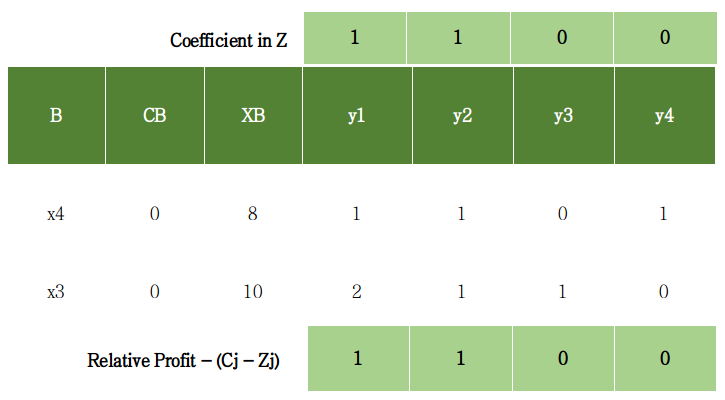 Coefficient in Z 1 1 0 0
B CB XB y1 y2 y3 y4
x4 0 8 1 1 0 1
x3 0 10 2 1 1 0
Relative Profit – (Cj – Zj) 1 1 0 0